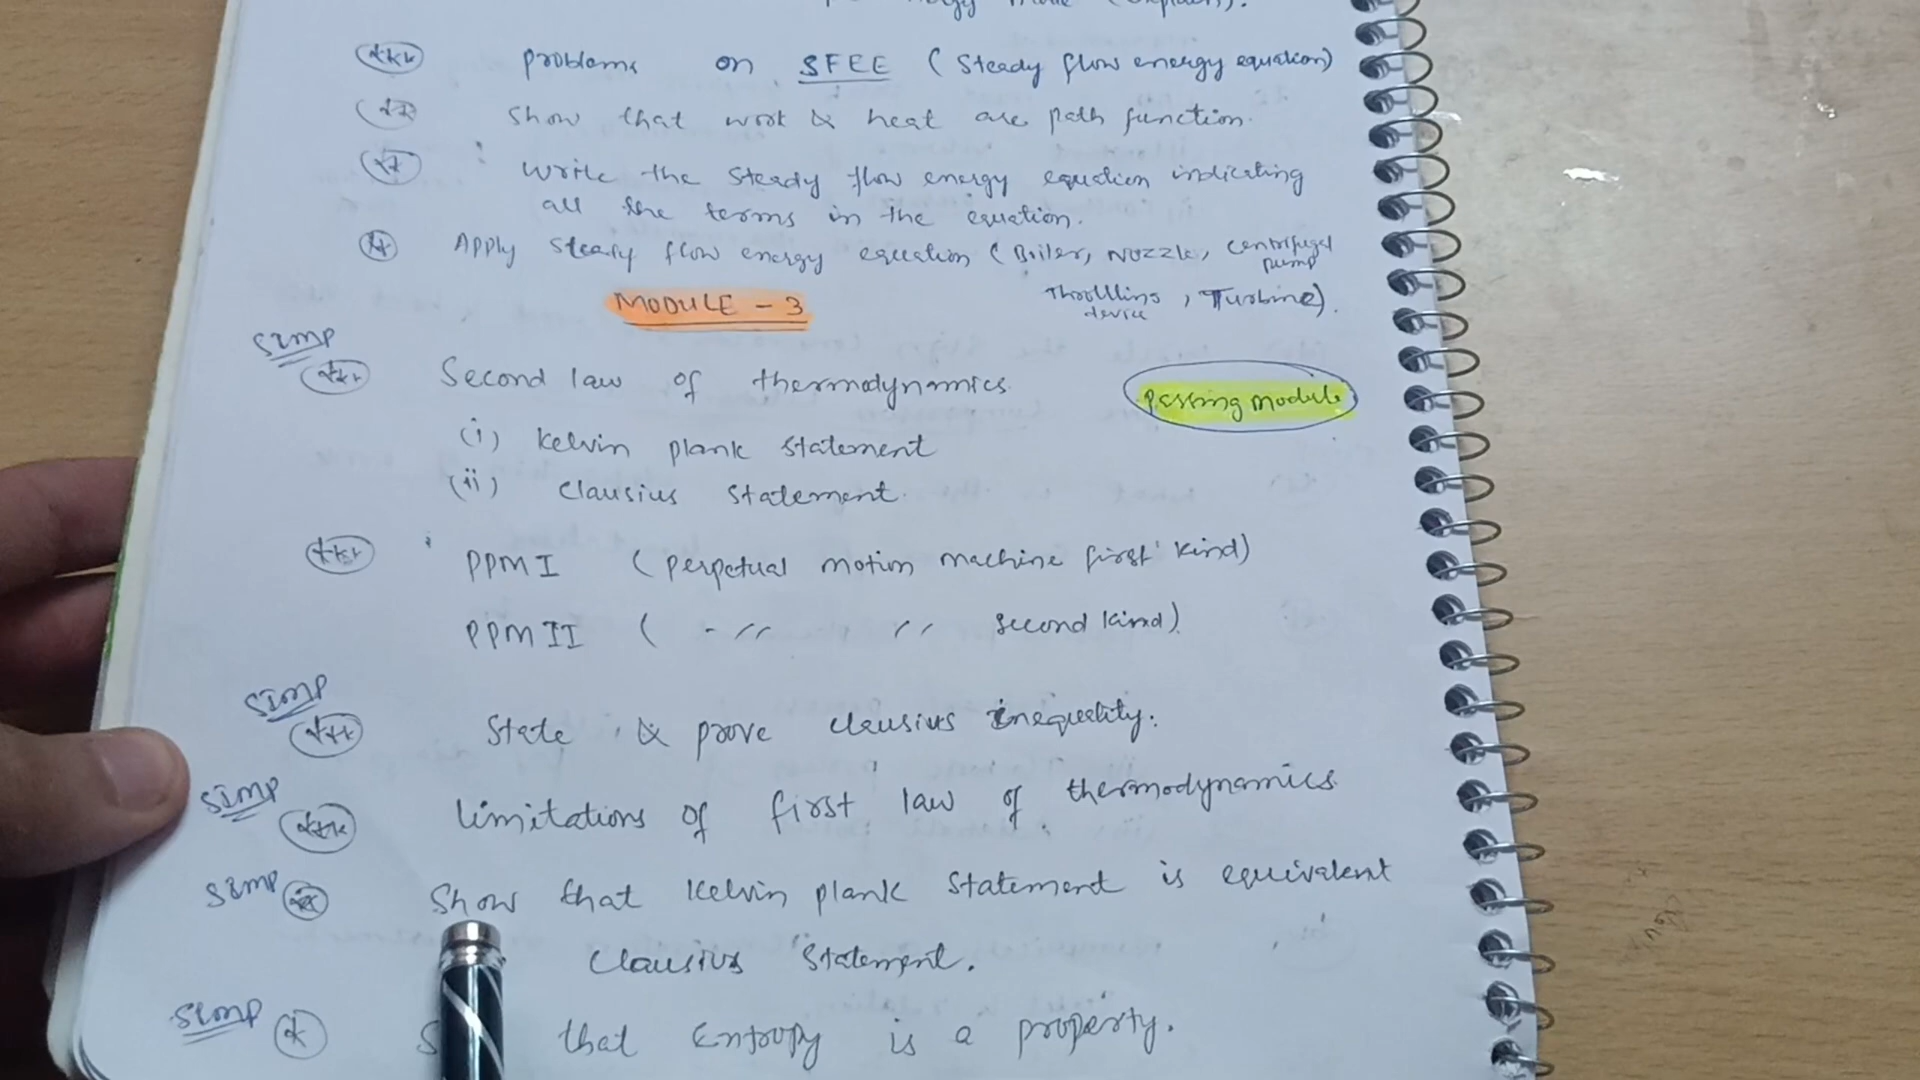 problems on SFEE ( steady flow energy equation)
show that work & heat are path function.
write the steady flow energy equation indicating
all the terms in the equation.
Apply steady flow energy equation ( Boiler, Nozzle, centrifugal pump
Throttling device , Turbine).
MODULE - 3
SIMP
Second law of thermodynamics. passing module
(i) kelvin plank statement
(ii) clausius statement.
PPM I ( perpetual motion machine first kind)
PPM II ( - 〃 〃 second kind).
SIMP
State & prove clausius inequality.
SIMP
limitations of first law of thermodynamics
SIMP Show that kelvin plank statement is equivalent
clausius statement.
SIMP that Entropy is a property.